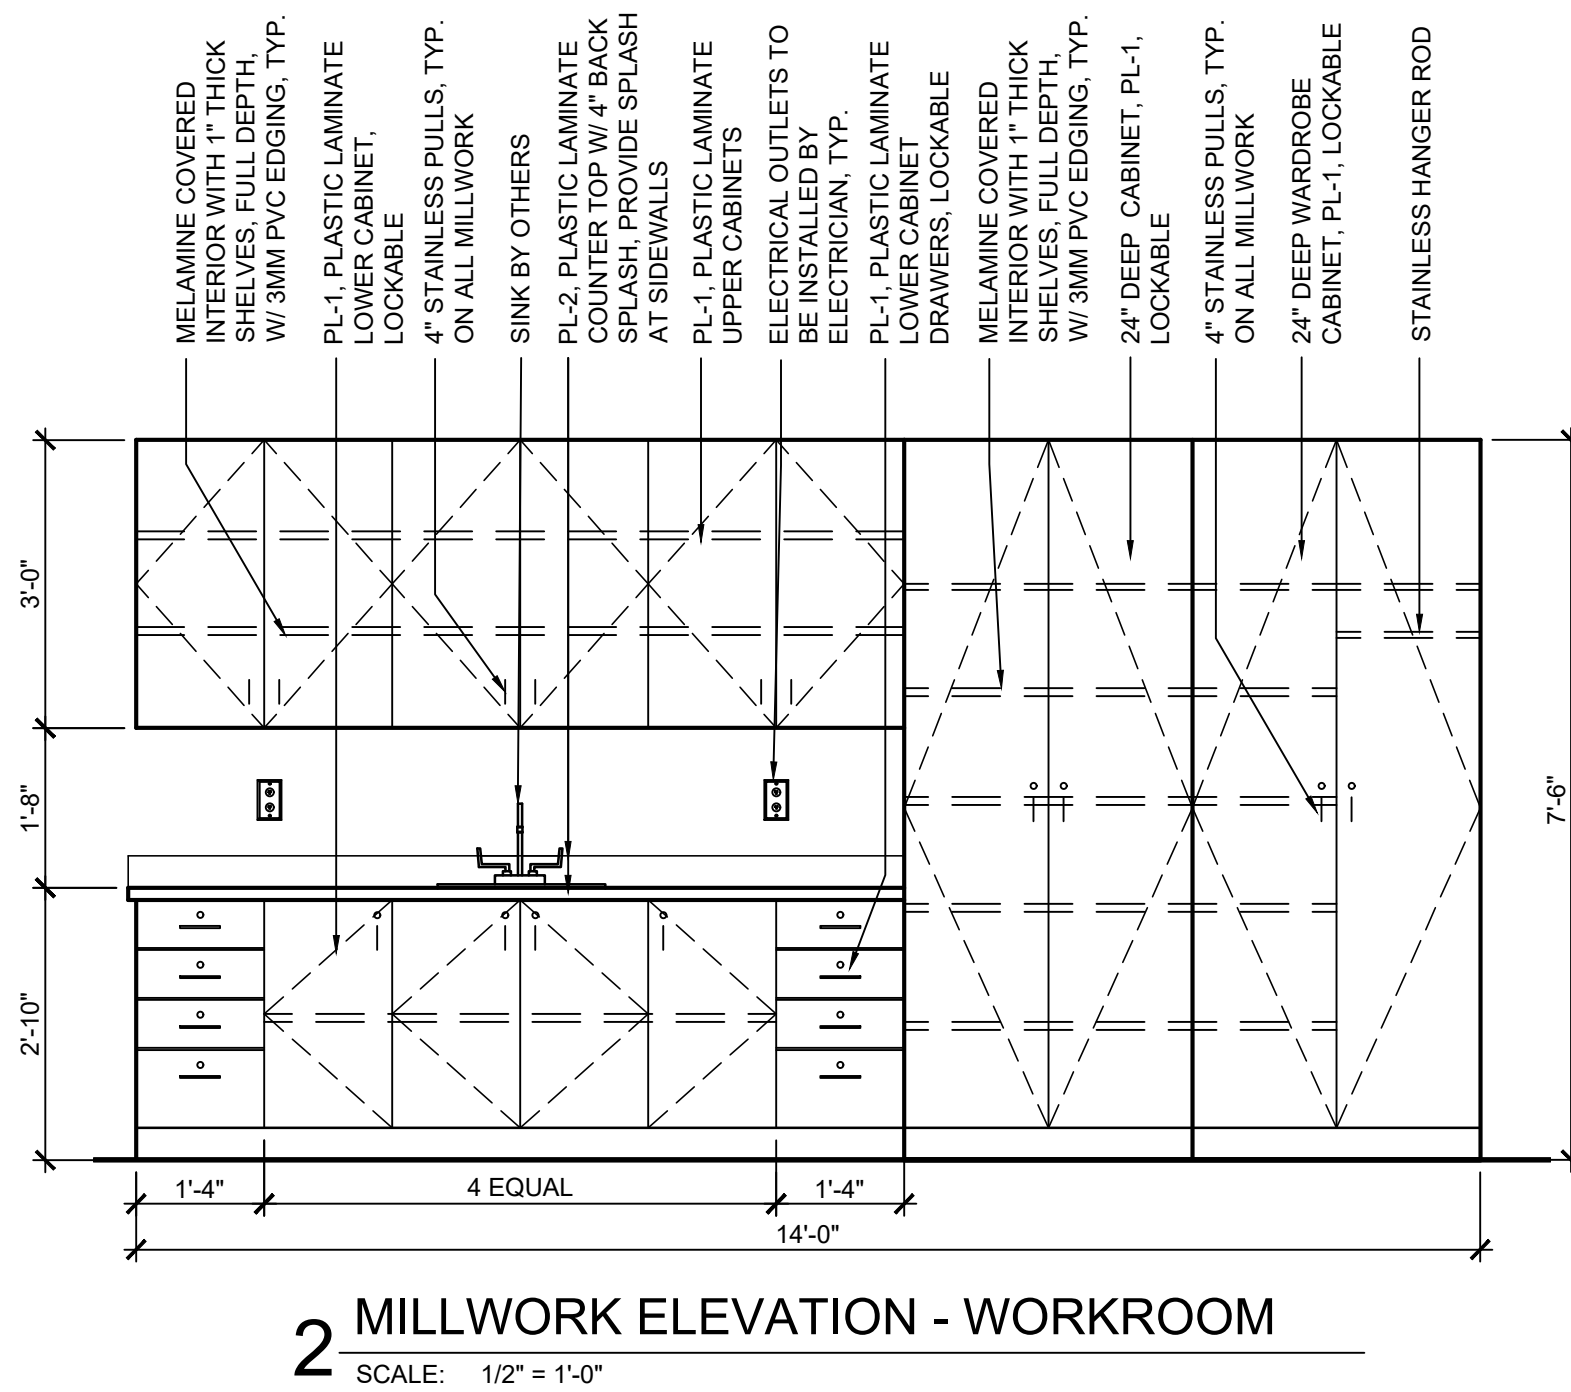 MELAMINE COVERED
INTERIOR WITH 1" THICK
SHELVES, FULL DEPTH,
W/ 3MM PVC EDGING, TYP.
PL-1, PLASTIC LAMINATE
LOWER CABINET,
LOCKABLE
4" STAINLESS PULLS, TYP.
ON ALL MILLWORK
SINK BY OTHERS
PL-2, PLASTIC LAMINATE
COUNTER TOP W/ 4" BACK
SPLASH, PROVIDE SPLASH
AT SIDEWALLS
PL-1, PLASTIC LAMINATE
UPPER CABINETS
ELECTRICAL OUTLETS TO
BE INSTALLED BY
ELECTRICIAN, TYP.
PL-1, PLASTIC LAMINATE
LOWER CABINET
DRAWERS, LOCKABLE
MELAMINE COVERED
INTERIOR WITH 1" THICK
SHELVES, FULL DEPTH,
W/ 3MM PVC EDGING, TYP.
24" DEEP CABINET, PL-1,
LOCKABLE
4" STAINLESS PULLS, TYP.
ON ALL MILLWORK
24" DEEP WARDROBE
CABINET, PL-1, LOCKABLE
STAINLESS HANGER ROD
3'-0"
1'-8"
2'-10"
7'-6"
1'-4"
4 EQUAL
1'-4"
14'-0"
2 MILLWORK ELEVATION - WORKROOM
SCALE: 1/2" = 1'-0"